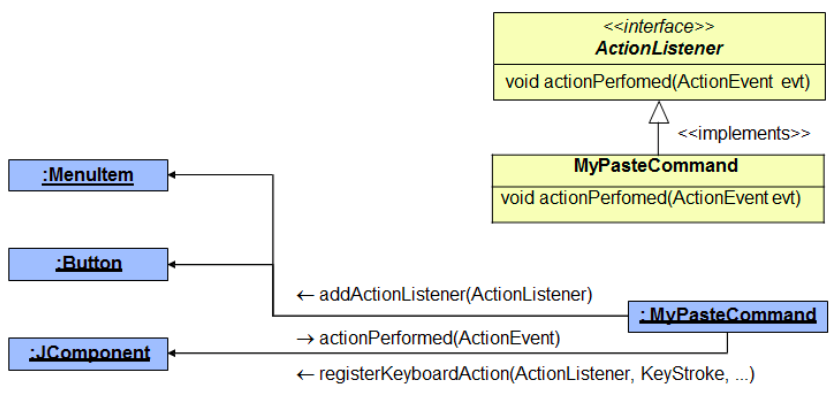 <<interface>>
ActionListener
void actionPerfomed(ActionEvent evt)
<<implements>>
MyPasteCommand
void actionPerfomed(ActionEvent evt)
:MenuItem
:Button
← addActionListener(ActionListener)
: MyPasteCommand
→ actionPerformed(ActionEvent)
:JComponent
← registerKeyboardAction(ActionListener, KeyStroke, ...)